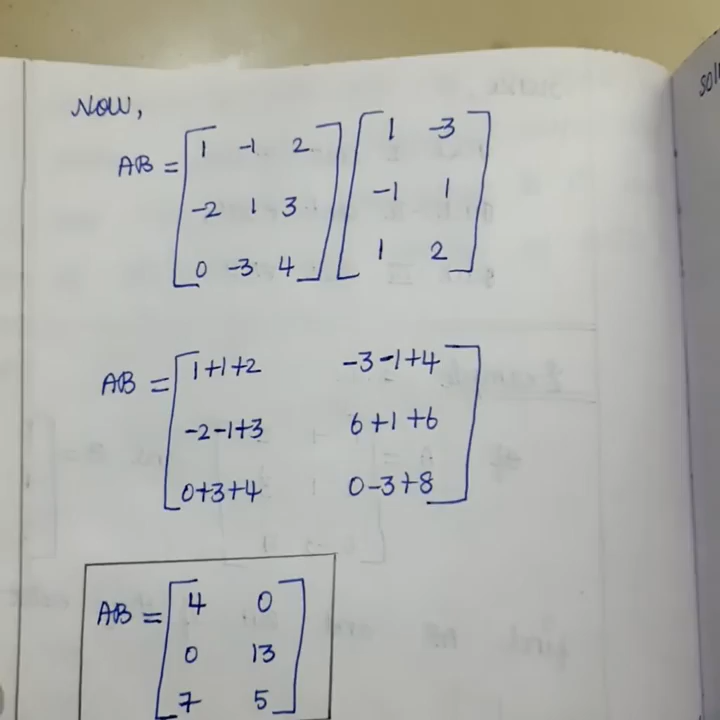 Now,
AB = [ 1 -1 2 ] [ 1 -3 ]
[ -2 1 3 ] [ -1 1 ]
[ 0 -3 4 ] [ 1 2 ]
AB = [ 1+1+2 -3-1+4 ]
[ -2-1+3 6+1+6 ]
[ 0+3+4 0-3+8 ]
AB = [ 4 0 ]
[ 0 13 ]
[ 7 5 ]